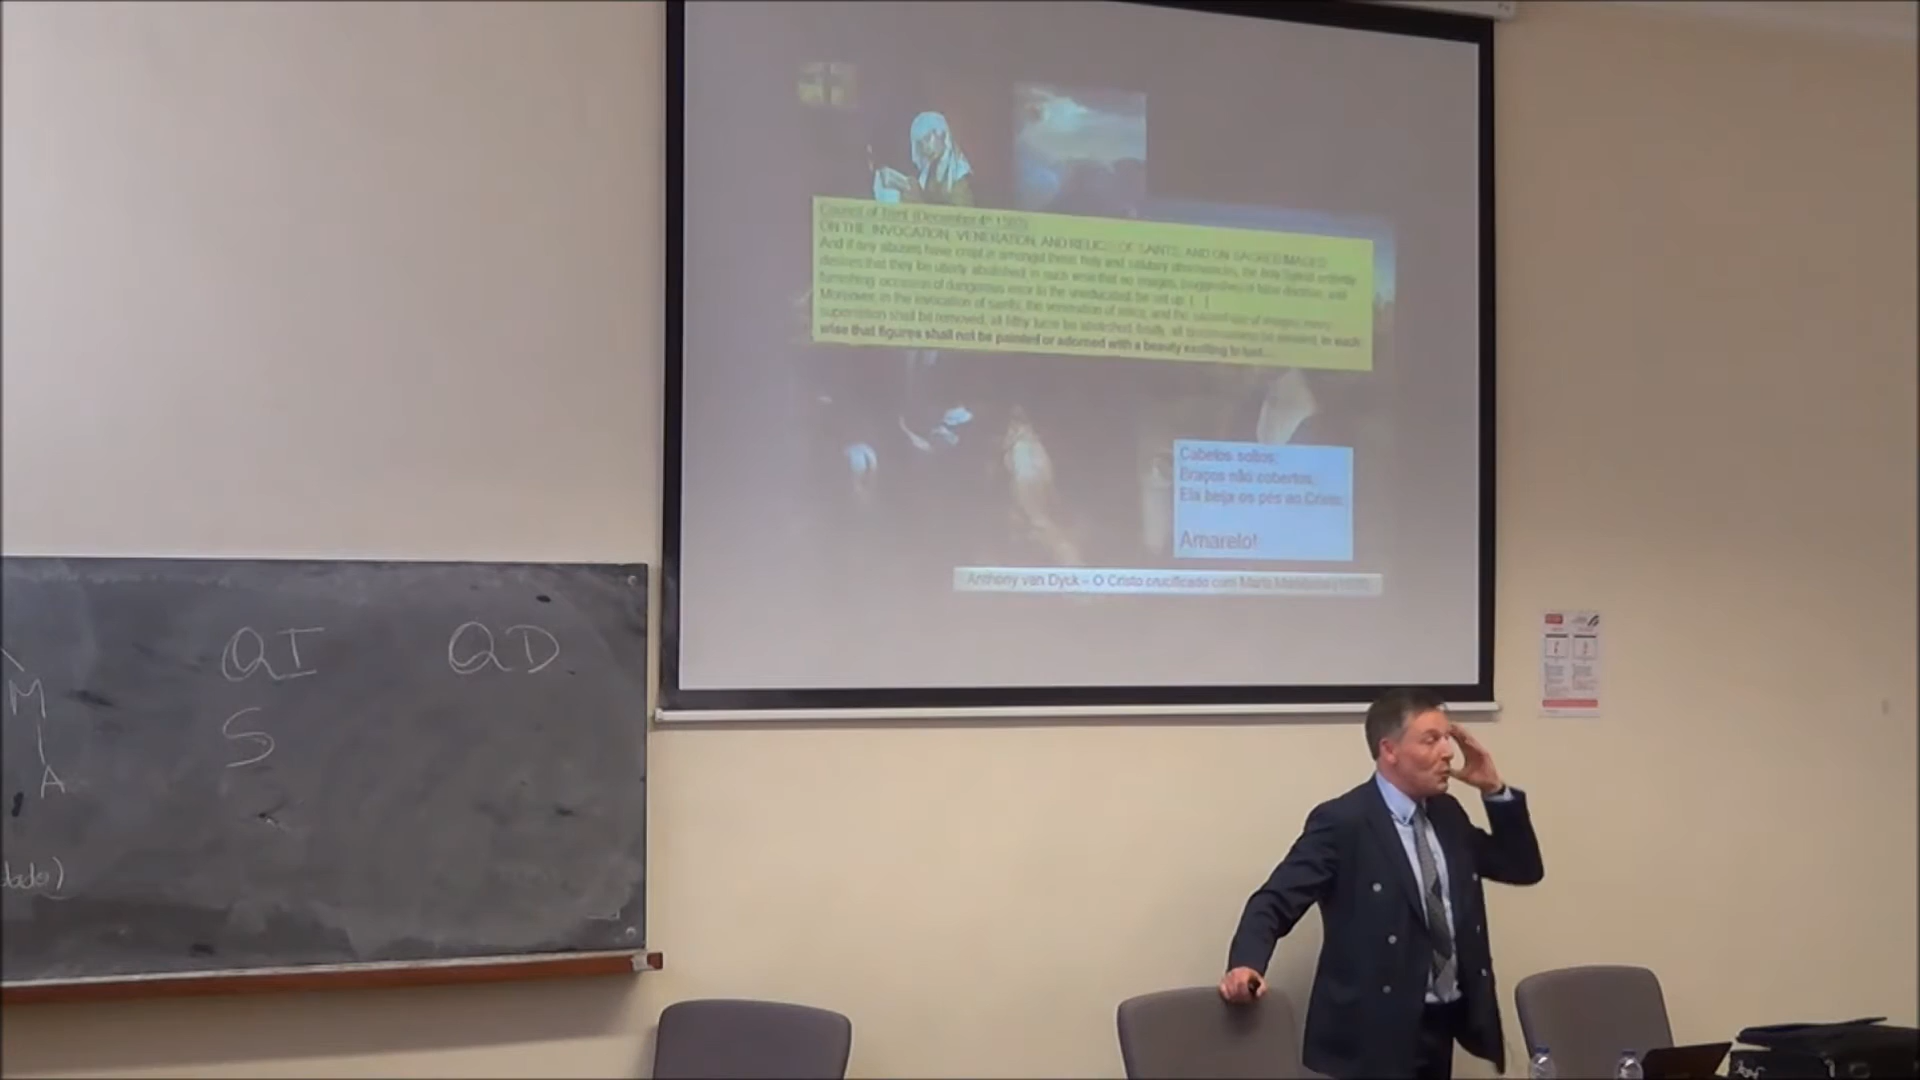 Council of Trent (December 4th 1563)
ON THE INVOCATION, VENERATION, AND RELICS OF SAINTS, AND ON SACRED IMAGES
And if any abuses have crept in amongst these holy and salutary observances, the holy Synod ardently
desires that they be utterly abolished in such wise that no images, (suggestive) of false doctrine, and
furnishing occasion of dangerous error to the uneducated, be set up. [...]
Moreover, in the invocation of saints, the veneration of relics, and the sacred use of images, every
superstition shall be removed, all filthy lucre be abolished, finally, all lasciviousness be avoided, in such
wise that figures shall not be painted or adorned with a beauty exciting to lust...
Cabelos soltos;
Braços não cobertos;
Ela beija os pés ao Cristo.
Amarelo!
Anthony van Dyck – O Cristo crucificado com Maria
QI QD
M
S
A
dade)